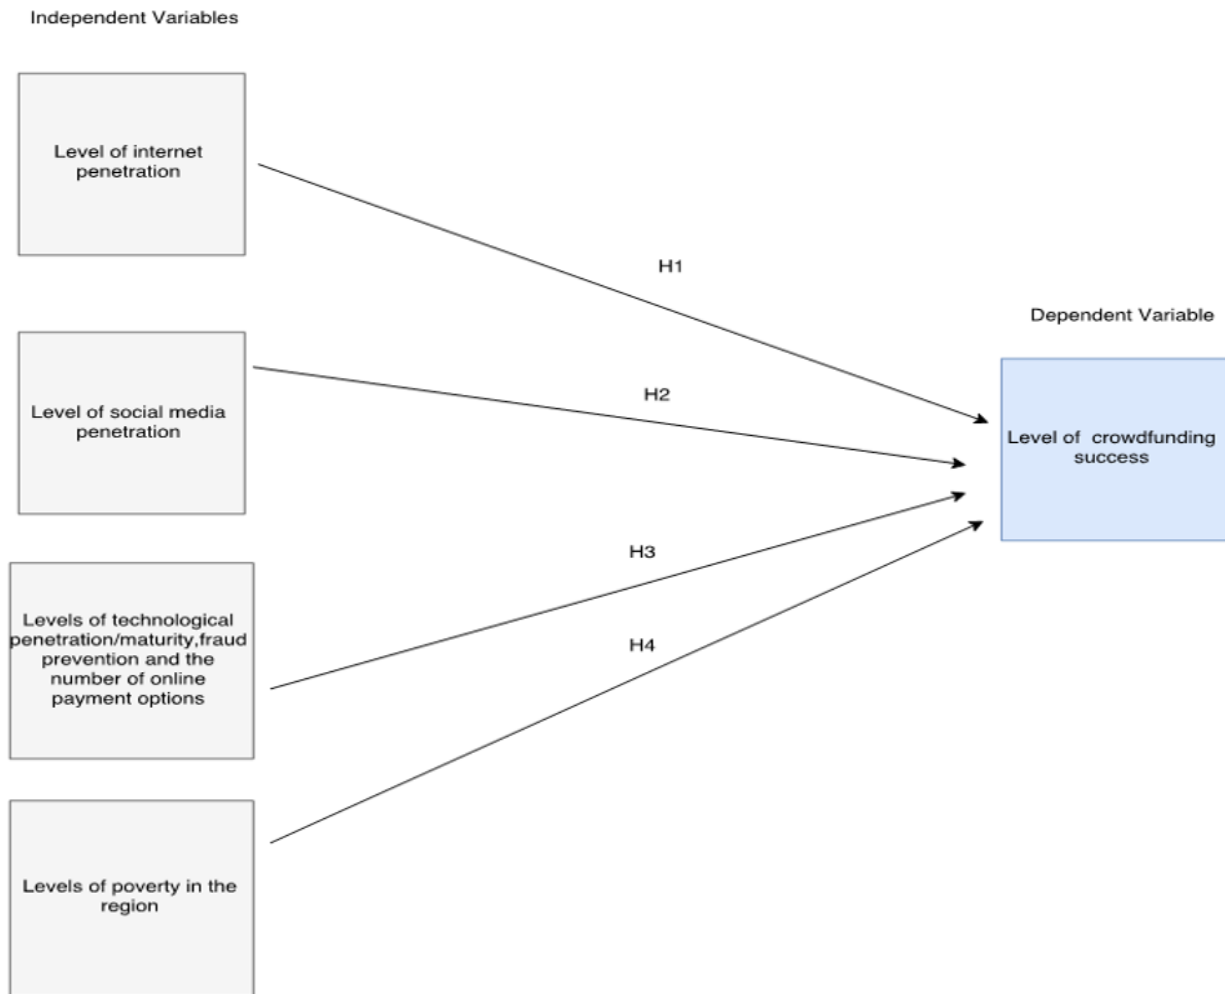 Independent Variables
Level of internet
penetration
H1
Dependent Variable
Level of social media
penetration
H2
Level of  crowdfunding
success
H3
Levels of technological
penetration/maturity,fraud
prevention and the
number of online
payment options
H4
Levels of poverty in the
region